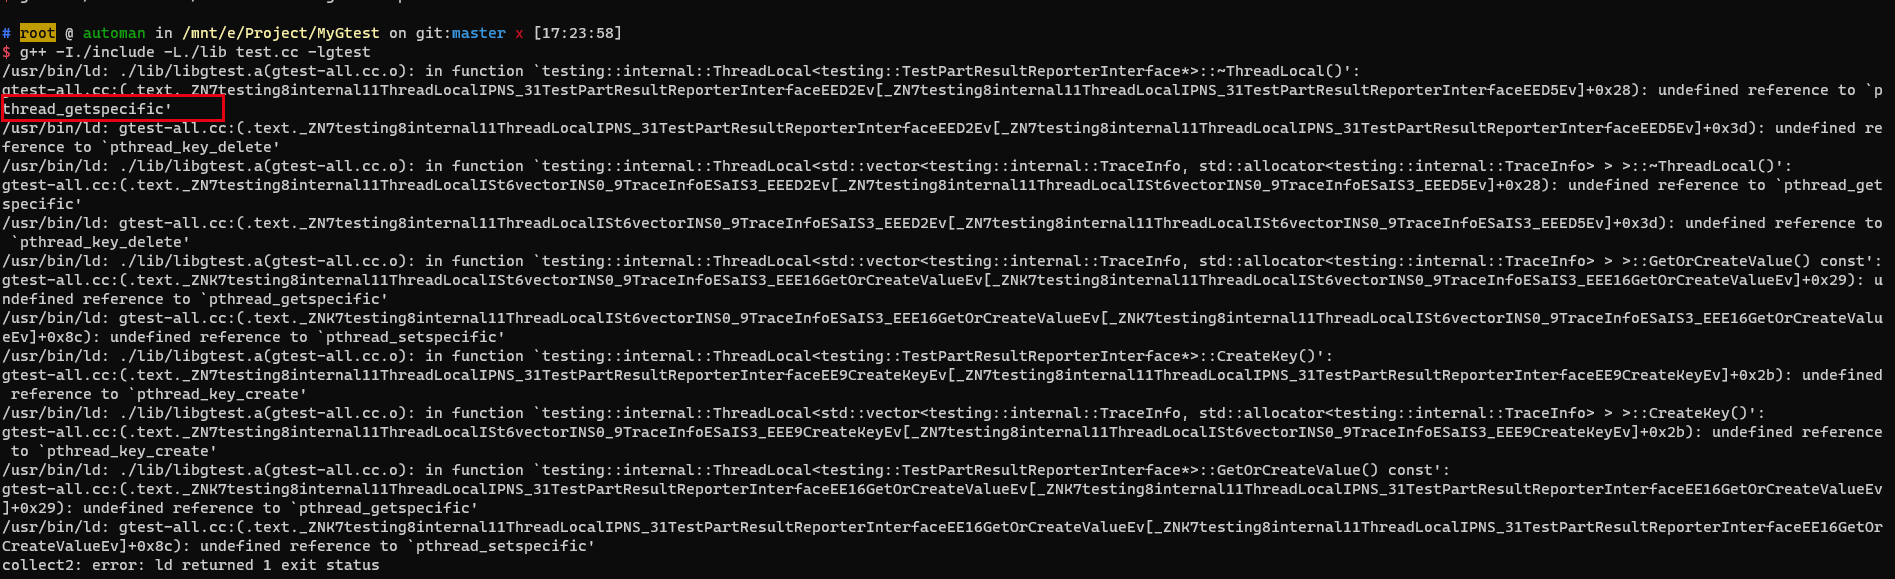 # root @ automan in /mnt/e/Project/MyGtest on git:master x [17:23:58]
$ g++ -I./include -L./lib test.cc -lgtest
/usr/bin/ld: ./lib/libgtest.a(gtest-all.cc.o): in function `testing::internal::ThreadLocal<testing::TestPartResultReporterInterface*>::~ThreadLocal()':
gtest-all.cc:(.text._ZN7testing8internal11ThreadLocalIPNS_31TestPartResultReporterInterfaceEED2Ev[_ZN7testing8internal11ThreadLocalIPNS_31TestPartResultReporterInterfaceEED5Ev]+0x28): undefined reference to `p
thread_getspecific'
/usr/bin/ld: gtest-all.cc:(.text._ZN7testing8internal11ThreadLocalIPNS_31TestPartResultReporterInterfaceEED2Ev[_ZN7testing8internal11ThreadLocalIPNS_31TestPartResultReporterInterfaceEED5Ev]+0x3d): undefined re
ference to `pthread_key_delete'
/usr/bin/ld: ./lib/libgtest.a(gtest-all.cc.o): in function `testing::internal::ThreadLocal<std::vector<testing::internal::TraceInfo, std::allocator<testing::internal::TraceInfo> > >::~ThreadLocal()':
gtest-all.cc:(.text._ZN7testing8internal11ThreadLocalISt6vectorINS0_9TraceInfoESaIS3_EEED2Ev[_ZN7testing8internal11ThreadLocalISt6vectorINS0_9TraceInfoESaIS3_EEED5Ev]+0x28): undefined reference to `pthread_get
specific'
/usr/bin/ld: gtest-all.cc:(.text._ZN7testing8internal11ThreadLocalISt6vectorINS0_9TraceInfoESaIS3_EEED2Ev[_ZN7testing8internal11ThreadLocalISt6vectorINS0_9TraceInfoESaIS3_EEED5Ev]+0x3d): undefined reference to
 `pthread_key_delete'
/usr/bin/ld: ./lib/libgtest.a(gtest-all.cc.o): in function `testing::internal::ThreadLocal<std::vector<testing::internal::TraceInfo, std::allocator<testing::internal::TraceInfo> > >::GetOrCreateValue() const':
gtest-all.cc:(.text._ZNK7testing8internal11ThreadLocalISt6vectorINS0_9TraceInfoESaIS3_EEE16GetOrCreateValueEv[_ZNK7testing8internal11ThreadLocalISt6vectorINS0_9TraceInfoESaIS3_EEE16GetOrCreateValueEv]+0x29): u
ndefined reference to `pthread_getspecific'
/usr/bin/ld: gtest-all.cc:(.text._ZNK7testing8internal11ThreadLocalISt6vectorINS0_9TraceInfoESaIS3_EEE16GetOrCreateValueEv[_ZNK7testing8internal11ThreadLocalISt6vectorINS0_9TraceInfoESaIS3_EEE16GetOrCreateValu
eEv]+0x8c): undefined reference to `pthread_setspecific'
/usr/bin/ld: ./lib/libgtest.a(gtest-all.cc.o): in function `testing::internal::ThreadLocal<testing::TestPartResultReporterInterface*>::CreateKey()':
gtest-all.cc:(.text._ZN7testing8internal11ThreadLocalIPNS_31TestPartResultReporterInterfaceEE9CreateKeyEv[_ZN7testing8internal11ThreadLocalIPNS_31TestPartResultReporterInterfaceEE9CreateKeyEv]+0x2b): undefined
 reference to `pthread_key_create'
/usr/bin/ld: ./lib/libgtest.a(gtest-all.cc.o): in function `testing::internal::ThreadLocal<std::vector<testing::internal::TraceInfo, std::allocator<testing::internal::TraceInfo> > >::CreateKey()':
gtest-all.cc:(.text._ZN7testing8internal11ThreadLocalISt6vectorINS0_9TraceInfoESaIS3_EEE9CreateKeyEv[_ZN7testing8internal11ThreadLocalISt6vectorINS0_9TraceInfoESaIS3_EEE9CreateKeyEv]+0x2b): undefined reference
 to `pthread_key_create'
/usr/bin/ld: ./lib/libgtest.a(gtest-all.cc.o): in function `testing::internal::ThreadLocal<testing::TestPartResultReporterInterface*>::GetOrCreateValue() const':
gtest-all.cc:(.text._ZNK7testing8internal11ThreadLocalIPNS_31TestPartResultReporterInterfaceEE16GetOrCreateValueEv[_ZNK7testing8internal11ThreadLocalIPNS_31TestPartResultReporterInterfaceEE16GetOrCreateValueEv
]+0x29): undefined reference to `pthread_getspecific'
/usr/bin/ld: gtest-all.cc:(.text._ZNK7testing8internal11ThreadLocalIPNS_31TestPartResultReporterInterfaceEE16GetOrCreateValueEv[_ZNK7testing8internal11ThreadLocalIPNS_31TestPartResultReporterInterfaceEE16GetOr
CreateValueEv]+0x8c): undefined reference to `pthread_setspecific'
collect2: error: ld returned 1 exit status